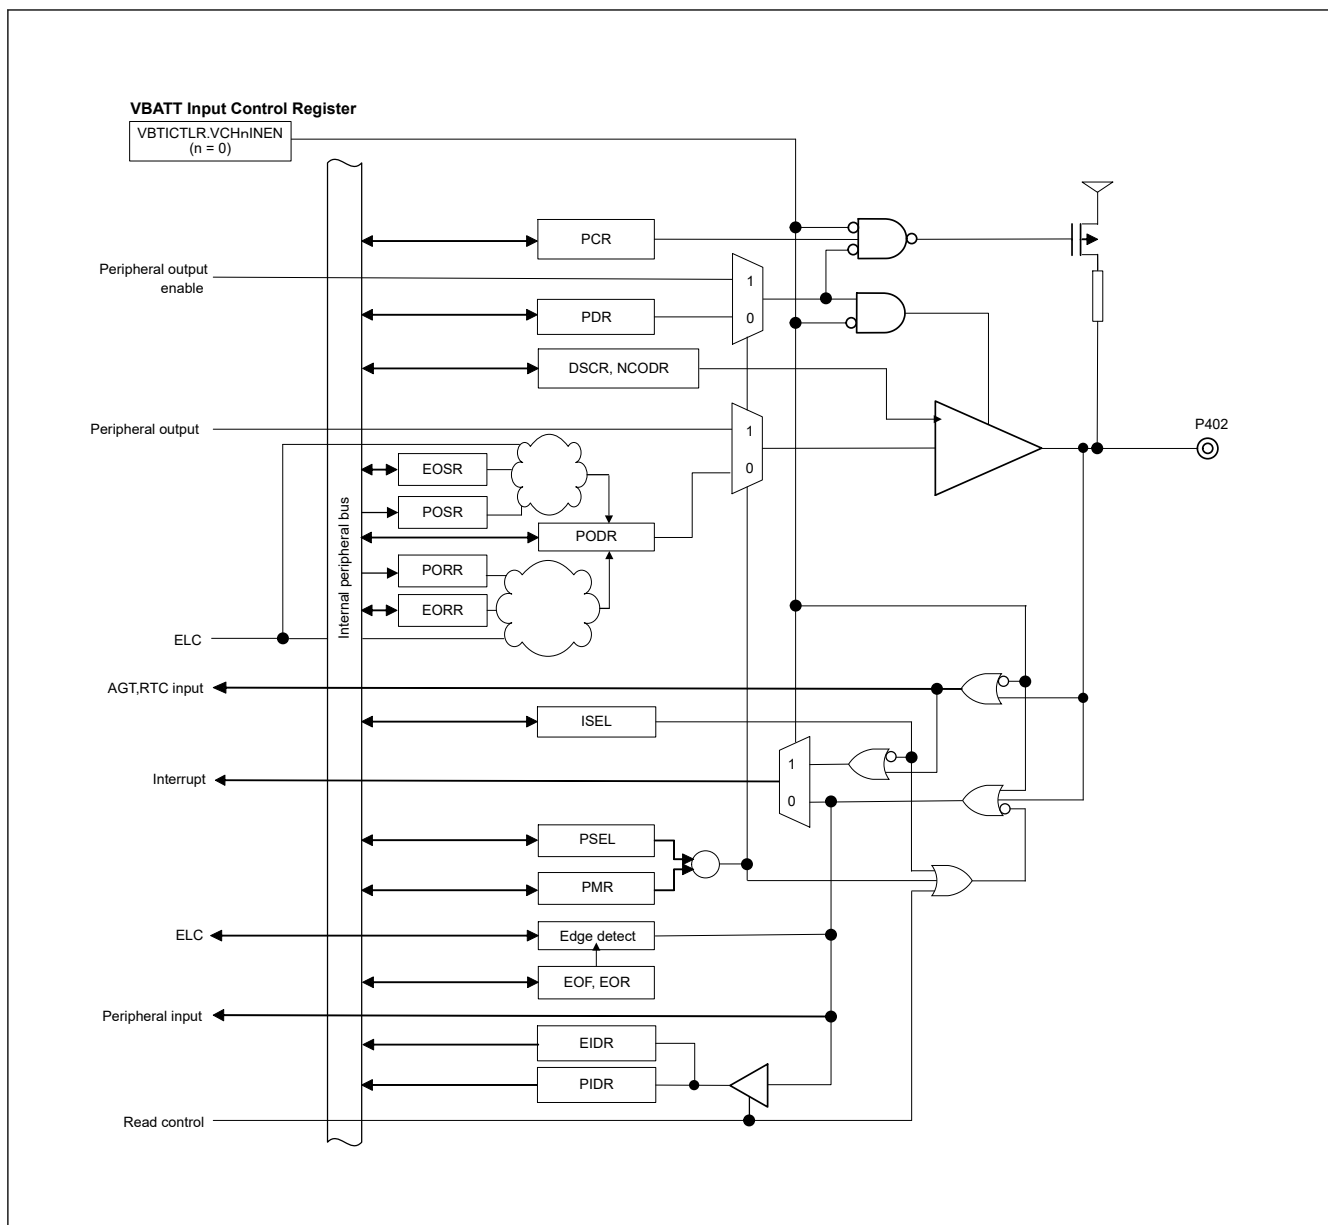 VBATT Input Control Register
VBTICTLR.VCHnINEN
(n = 0)
PCR
Peripheral output
enable
1
0
PDR
DSCR, NCODR
Peripheral output
1
0
P402
EOSR
POSR
PODR
Internal peripheral bus
PORR
EORR
ELC
AGT,RTC input
ISEL
Interrupt
1
0
PSEL
PMR
ELC
Edge detect
EOF, EOR
Peripheral input
EIDR
PIDR
Read control